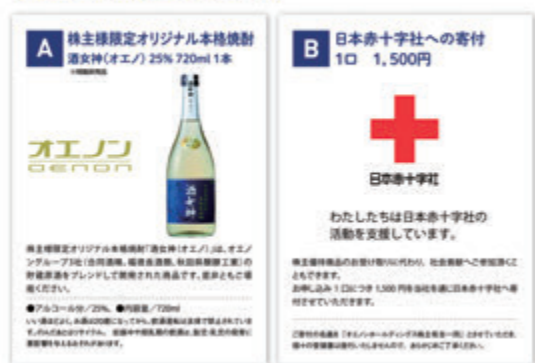 A
株主様限定オリジナル本格焼酎
酒女神(オエノ) 25% 720ml 1本
オエノン
oenon
酒女神
株主様限定オリジナル本格焼酎「酒女神(オエノ)」は、オエノ
ングループ3社(合同酒精、福徳長酒類、秋田県醗酵工業)の
貯蔵原酒をブレンドして開発された商品です。是非ともご堪
能ください。
●アルコール分/25%、●内容量/720ml
B
日本赤十字社への寄付
1口 1,500円
日本赤十字社
わたしたちは日本赤十字社の
活動を支援しています。
株主優待商品のお受け取りに代わり、社会貢献へご参加頂くこ
ともできます。
お申し込み1口につき1,500円を当社を通じ日本赤十字社へ寄
付させていただきます。